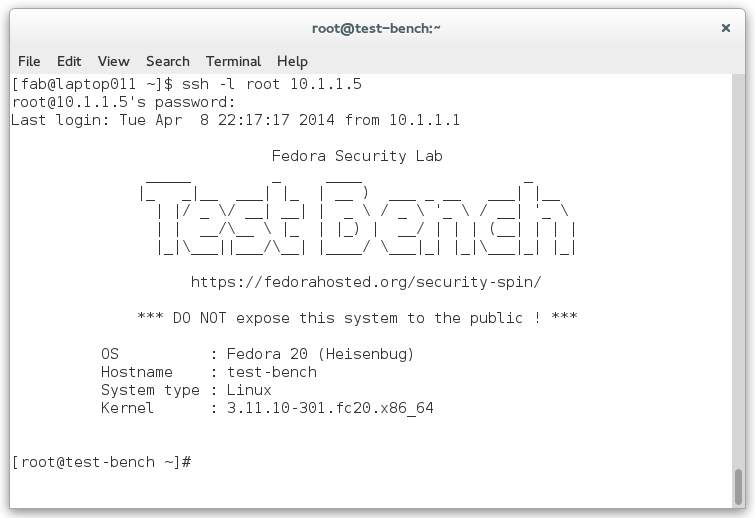 root@test-bench:~
File Edit View Search Terminal Help
[fab@laptop011 ~]$ ssh -l root 10.1.1.5
root@10.1.1.5's password:
Last login: Tue Apr  8 22:17:17 2014 from 10.1.1.1
Fedora Security Lab
Test Bench
https://fedorahosted.org/security-spin/
*** DO NOT expose this system to the public ! ***
OS          : Fedora 20 (Heisenbug)
Hostname    : test-bench
System type : Linux
Kernel      : 3.11.10-301.fc20.x86_64
[root@test-bench ~]#